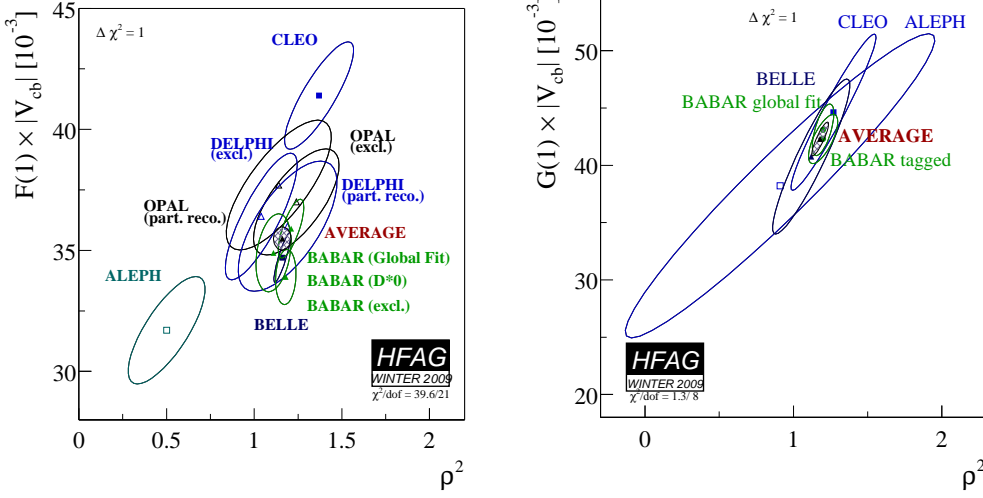 F(1) × |V_cb| [10^-3]
45
40
35
30
Δ χ² = 1
CLEO
OPAL
(excl.)
DELPHI
(excl.)
DELPHI
(part. reco.)
OPAL
(part. reco.)
AVERAGE
BABAR (Global Fit)
ALEPH
BABAR (D*0)
BABAR (excl.)
BELLE
HFAG
WINTER 2009
χ²/dof = 39.6/21
0
0.5
1
1.5
2
ρ²
G(1) × |V_cb| [10^-3]
50
40
30
20
Δ χ² = 1
CLEO
ALEPH
BELLE
BABAR global fit
AVERAGE
BABAR tagged
HFAG
WINTER 2009
χ²/dof = 1.3/ 8
0
1
2
ρ²